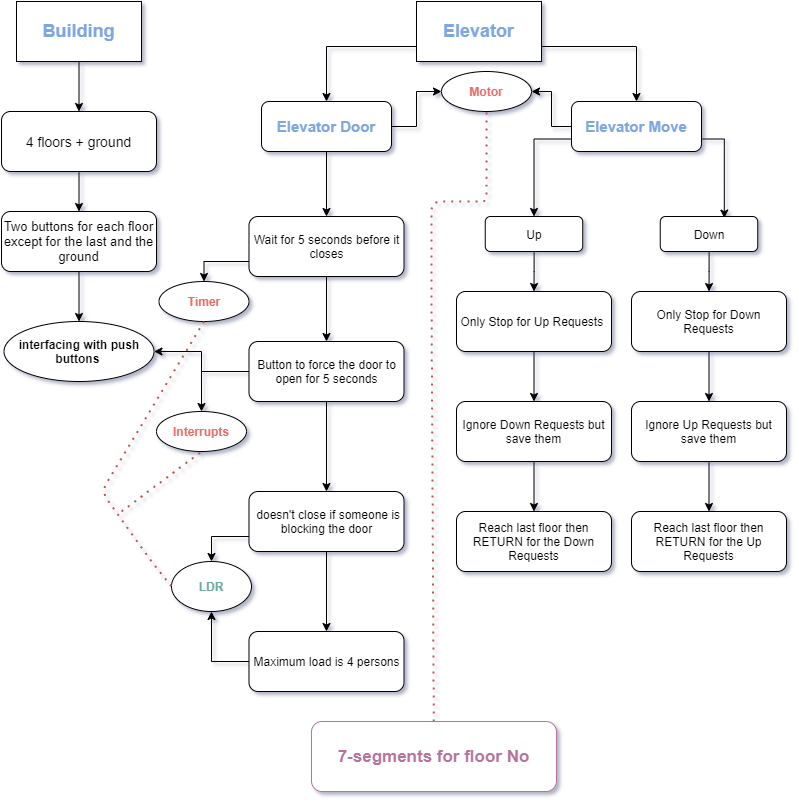 Building
Elevator
Motor
Elevator Door
Elevator Move
4 floors + ground
Two buttons for each floor
except for the last and the
ground
interfacing with push
buttons
Wait for 5 seconds before it
closes
Timer
Button to force the door to
open for 5 seconds
Interrupts
doesn't close if someone is
blocking the door
LDR
Maximum load is 4 persons
Up
Only Stop for Up Requests
Ignore Down Requests but
save them
Reach last floor then
RETURN for the Down
Requests
Down
Only Stop for Down
Requests
Ignore Up Requests but
save them
Reach last floor then
RETURN for the Up
Requests
7-segments for floor No